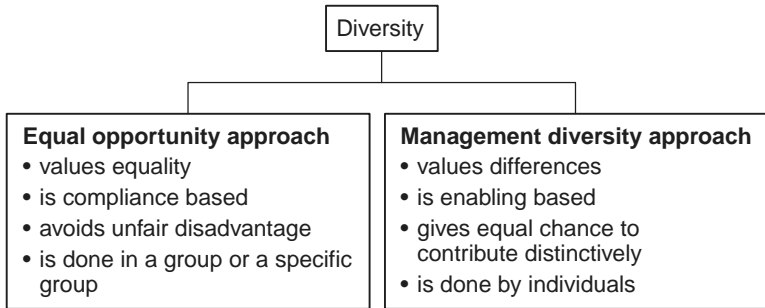 Diversity
Equal opportunity approach
• values equality
• is compliance based
• avoids unfair disadvantage
• is done in a group or a specific
group
Management diversity approach
• values differences
• is enabling based
• gives equal chance to
contribute distinctively
• is done by individuals